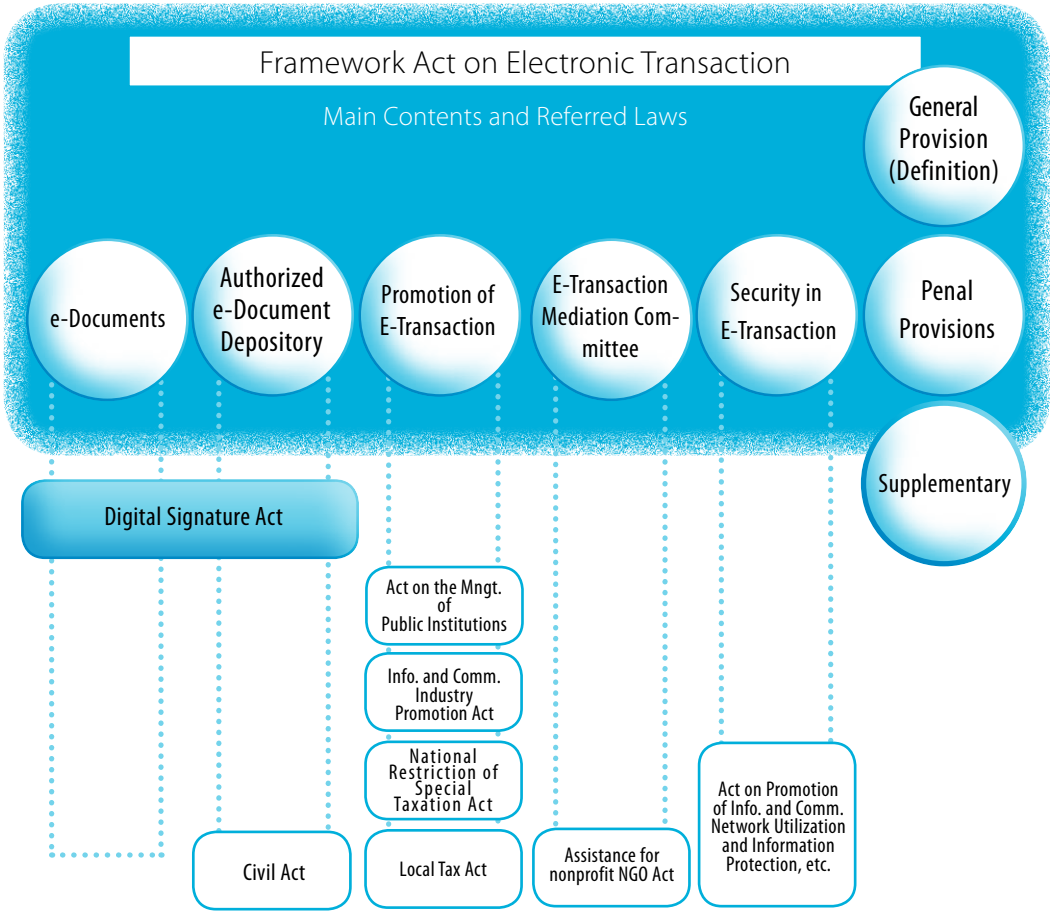 Framework Act on Electronic Transaction
Main Contents and Referred Laws
General
Provision
(Definition)
e-Documents
Authorized
e-Document
Depository
Promotion of
E-Transaction
E-Transaction
Mediation Com-
mittee
Security in
E-Transaction
Penal
Provisions
Supplementary
Digital Signature Act
Act on the Mngt.
of
Public Institutions
Info. and Comm.
Industry
Promotion Act
National
Restriction of
Special
Taxation Act
Civil Act
Local Tax Act
Assistance for
nonprofit NGO Act
Act on Promotion
of Info. and Comm.
Network Utilization
and Information
Protection, etc.